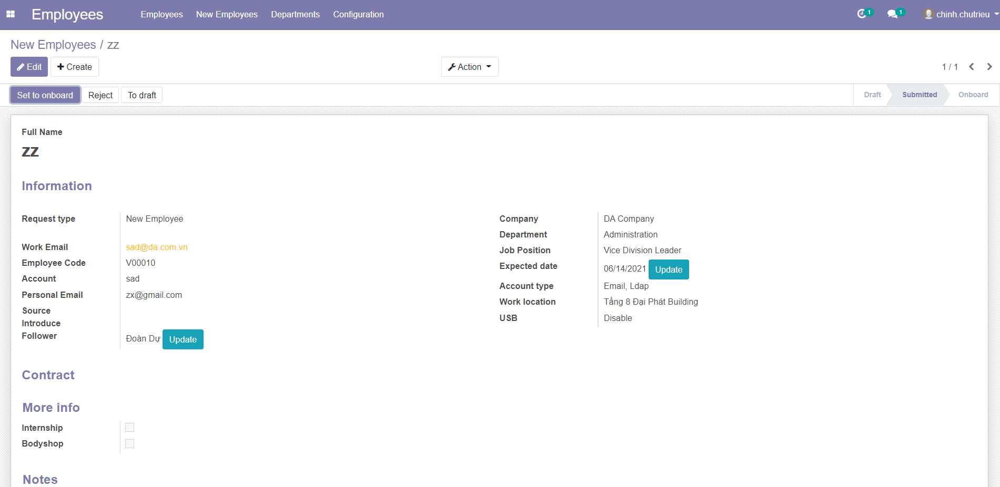 Employees Employees New Employees Departments Configuration 1 1 chinh.chutrieu
New Employees / zz
Edit Create Action 1 / 1
Set to onboard Reject To draft Draft Submitted Onboard
Full Name
zz
Information
Request type New Employee
Work Email sad@da.com.vn
Employee Code V00010
Account sad
Personal Email zx@gmail.com
Source
Introduce
Follower Đoàn Dự Update
Company DA Company
Department Administration
Job Position Vice Division Leader
Expected date 06/14/2021 Update
Account type Email, Ldap
Work location Tầng 8 Đại Phát Building
USB Disable
Contract
More info
Internship
Bodyshop
Notes